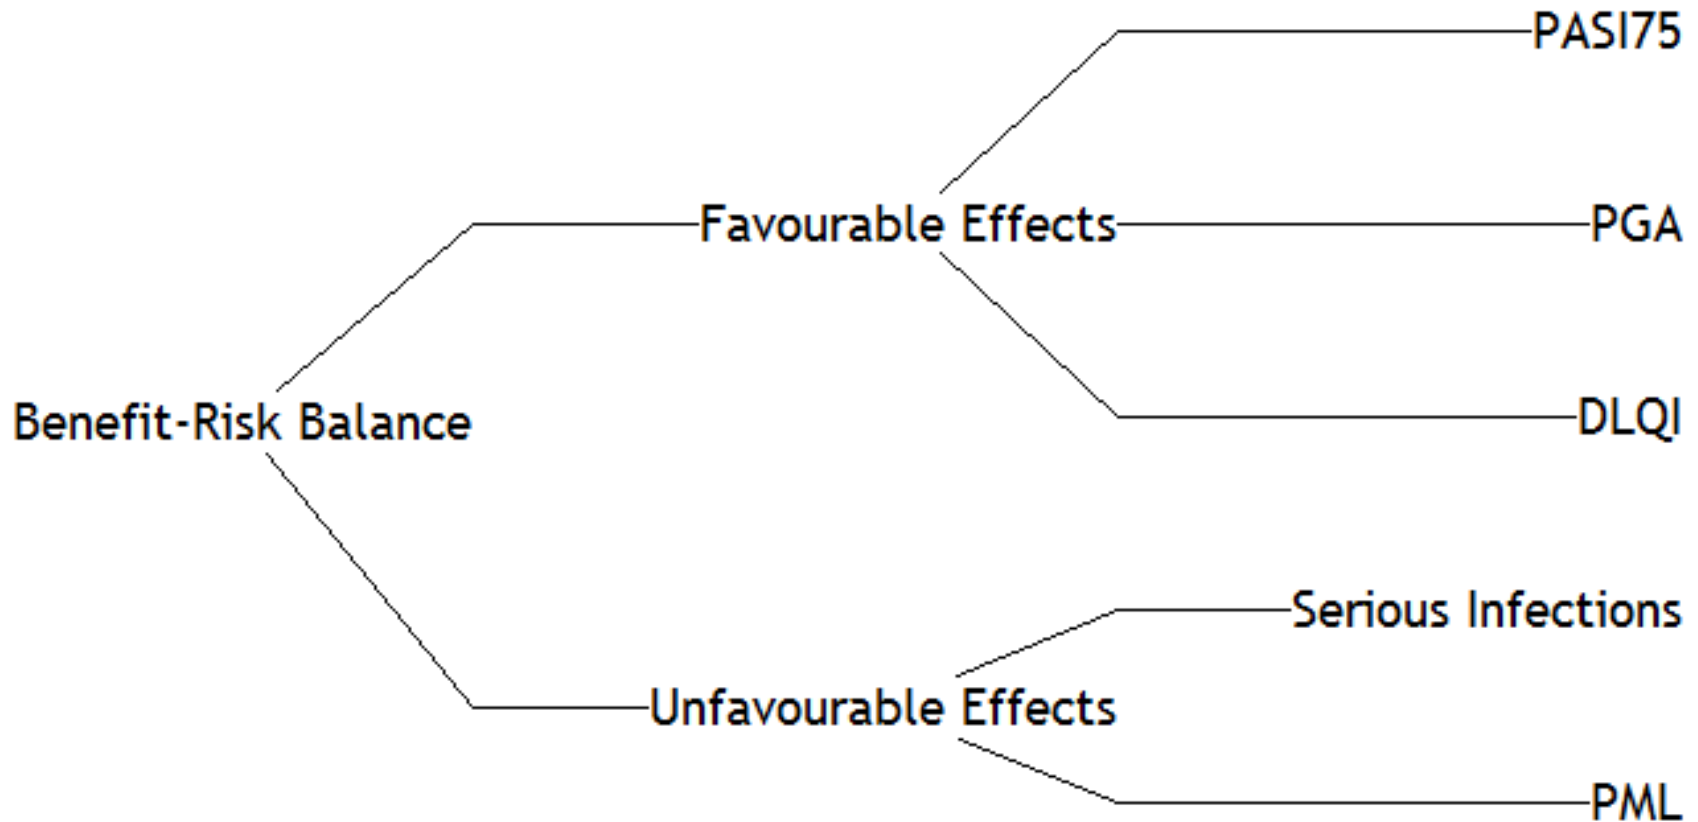 PASI75
Favourable Effects
PGA
Benefit-Risk Balance
DLQI
Serious Infections
Unfavourable Effects
PML